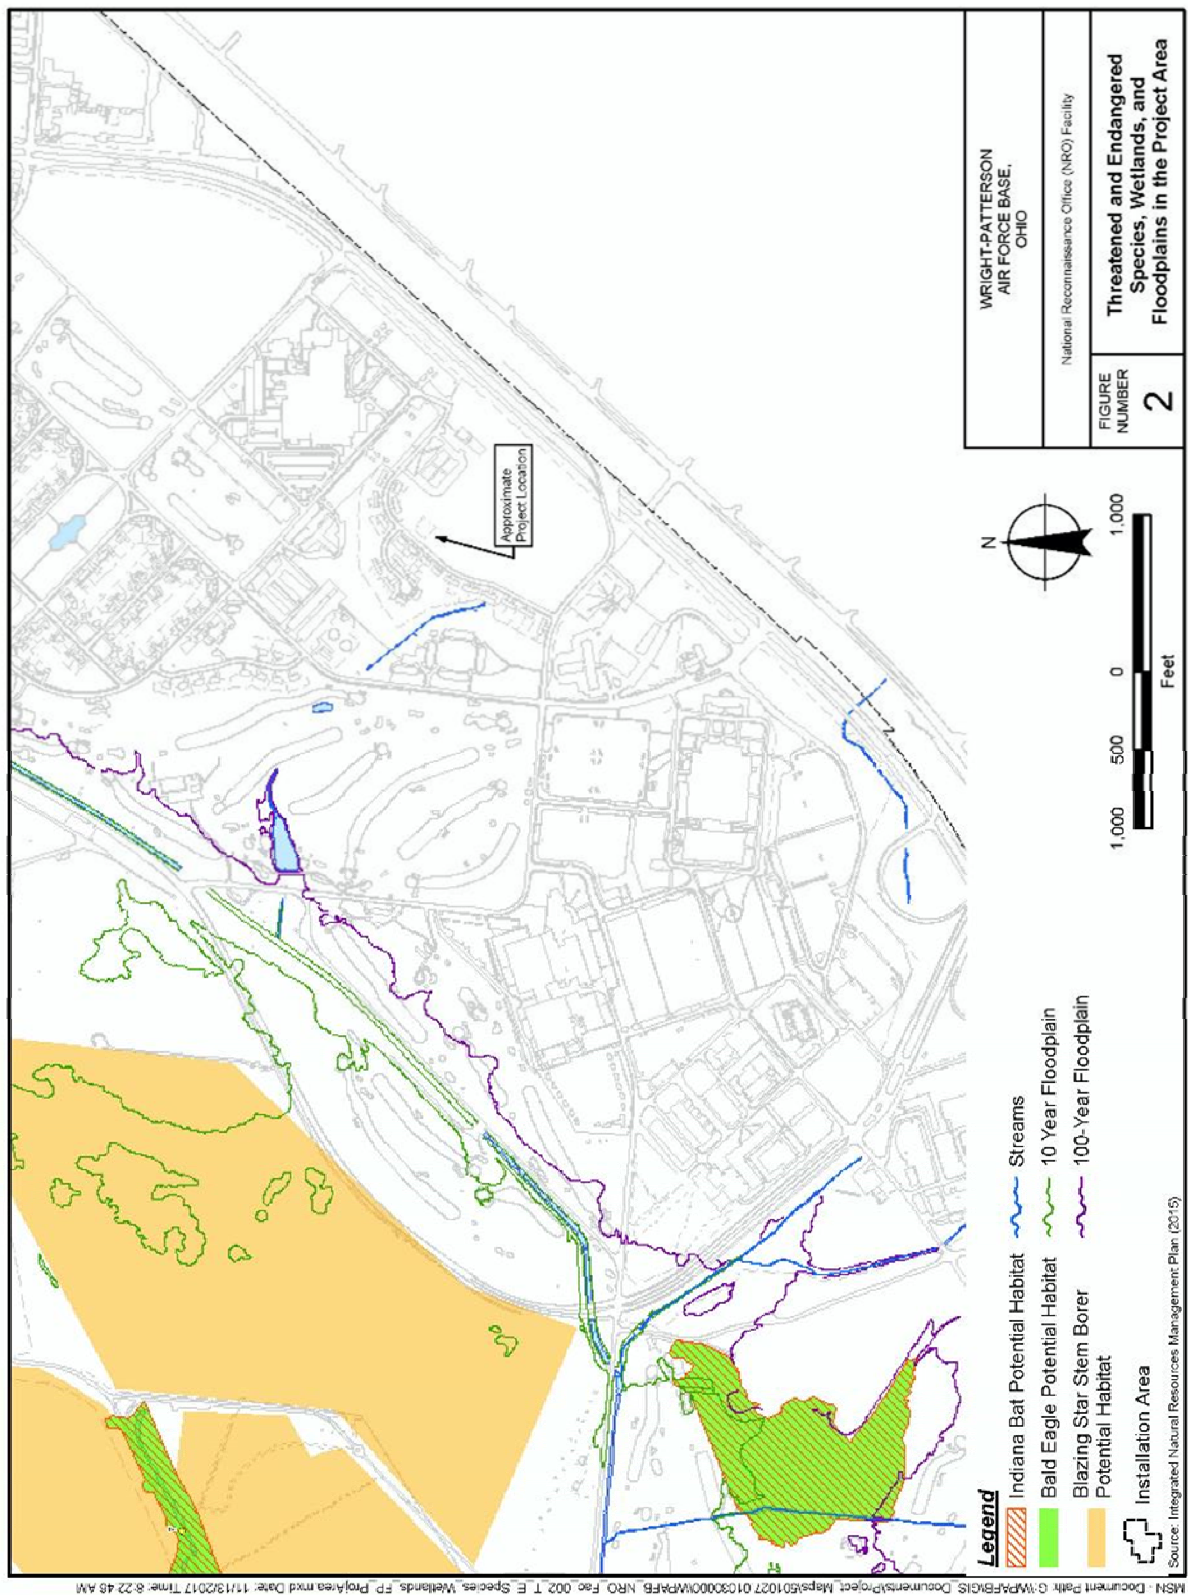 Approximate
Project Location
N
1,000 500 0 1,000
Feet
Legend
Indiana Bat Potential Habitat
Bald Eagle Potential Habitat
Blazing Star Stem Borer
Potential Habitat
Installation Area
Streams
10 Year Floodplain
100-Year Floodplain
Source: Integrated Natural Resources Management Plan (2015)
WRIGHT-PATTERSON
AIR FORCE BASE,
OHIO
National Reconnaissance Office (NRO) Facility
FIGURE
NUMBER
2
Threatened and Endangered
Species, Wetlands, and
Floodplains in the Project Area